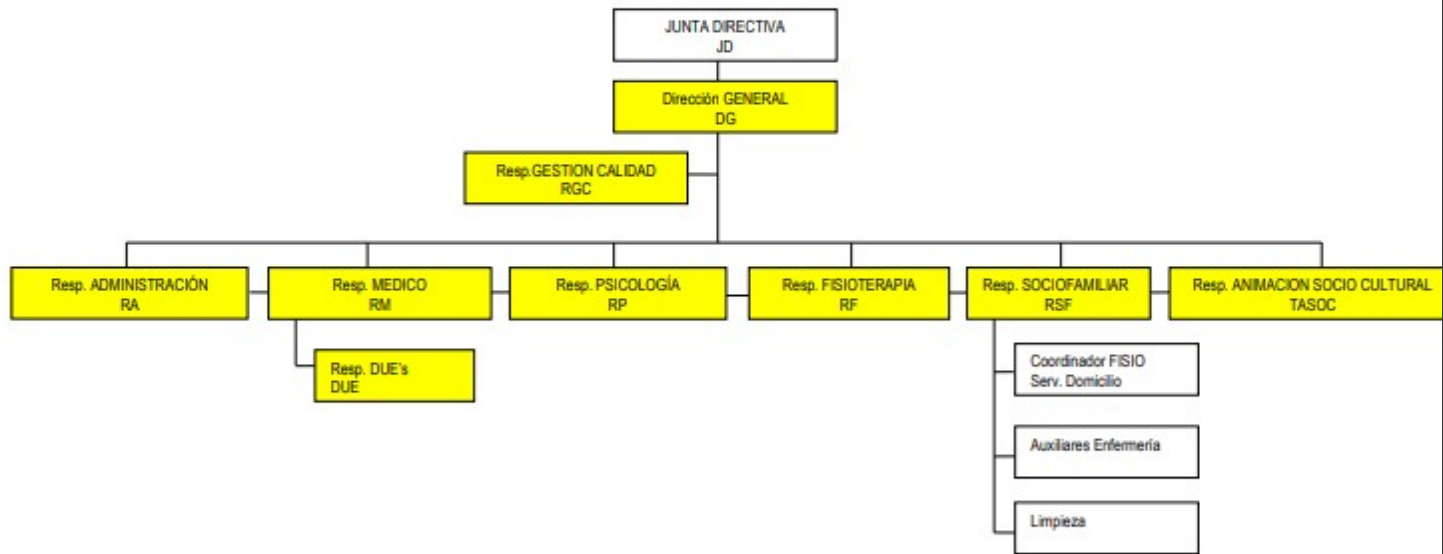 JUNTA DIRECTIVA
JD
Dirección GENERAL
DG
Resp.GESTION CALIDAD
RGC
Resp. ADMINISTRACIÓN
RA
Resp. MEDICO
RM
Resp. PSICOLOGÍA
RP
Resp. FISIOTERAPIA
RF
Resp. SOCIOFAMILIAR
RSF
Resp. ANIMACION SOCIO CULTURAL
TASOC
Resp. DUE's
DUE
Coordinador FISIO
Serv. Domicilio
Auxiliares Enfermería
Limpieza